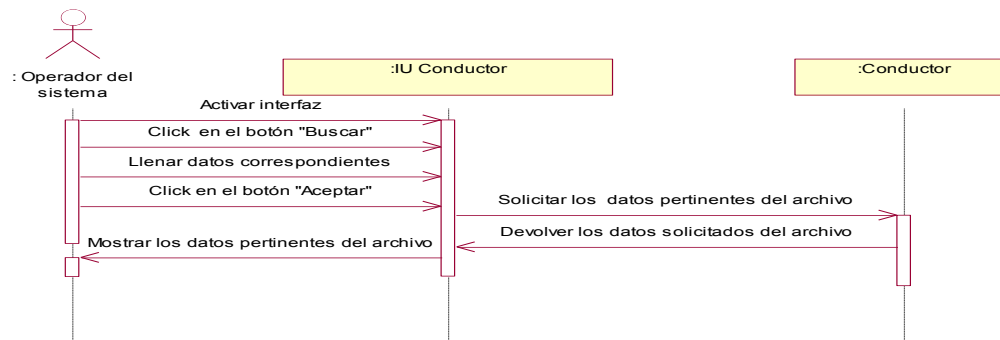 : Operador del
sistema
:IU Conductor
:Conductor
Activar interfaz
Click en el botón "Buscar"
Llenar datos correspondientes
Click en el botón "Aceptar"
Solicitar los datos pertinentes del archivo
Devolver los datos solicitados del archivo
Mostrar los datos pertinentes del archivo